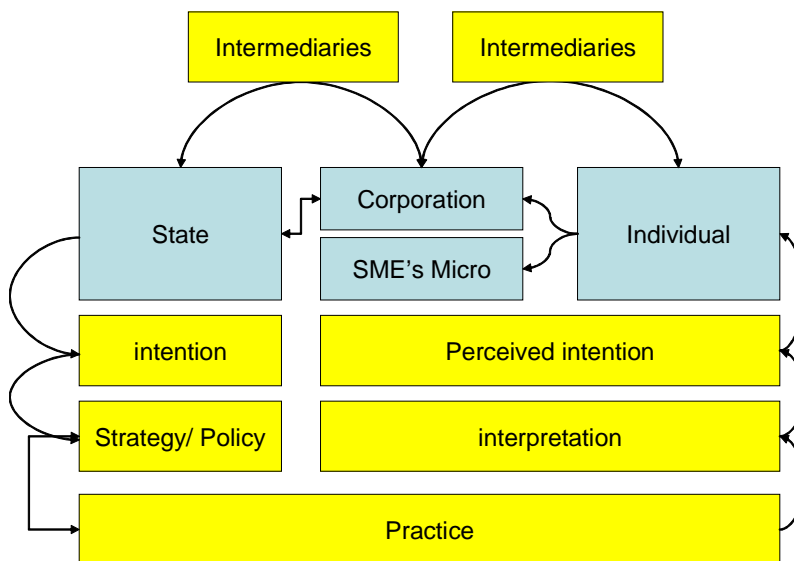 Intermediaries
Intermediaries
State
Corporation
SME's Micro
Individual
intention
Perceived intention
Strategy/ Policy
interpretation
Practice